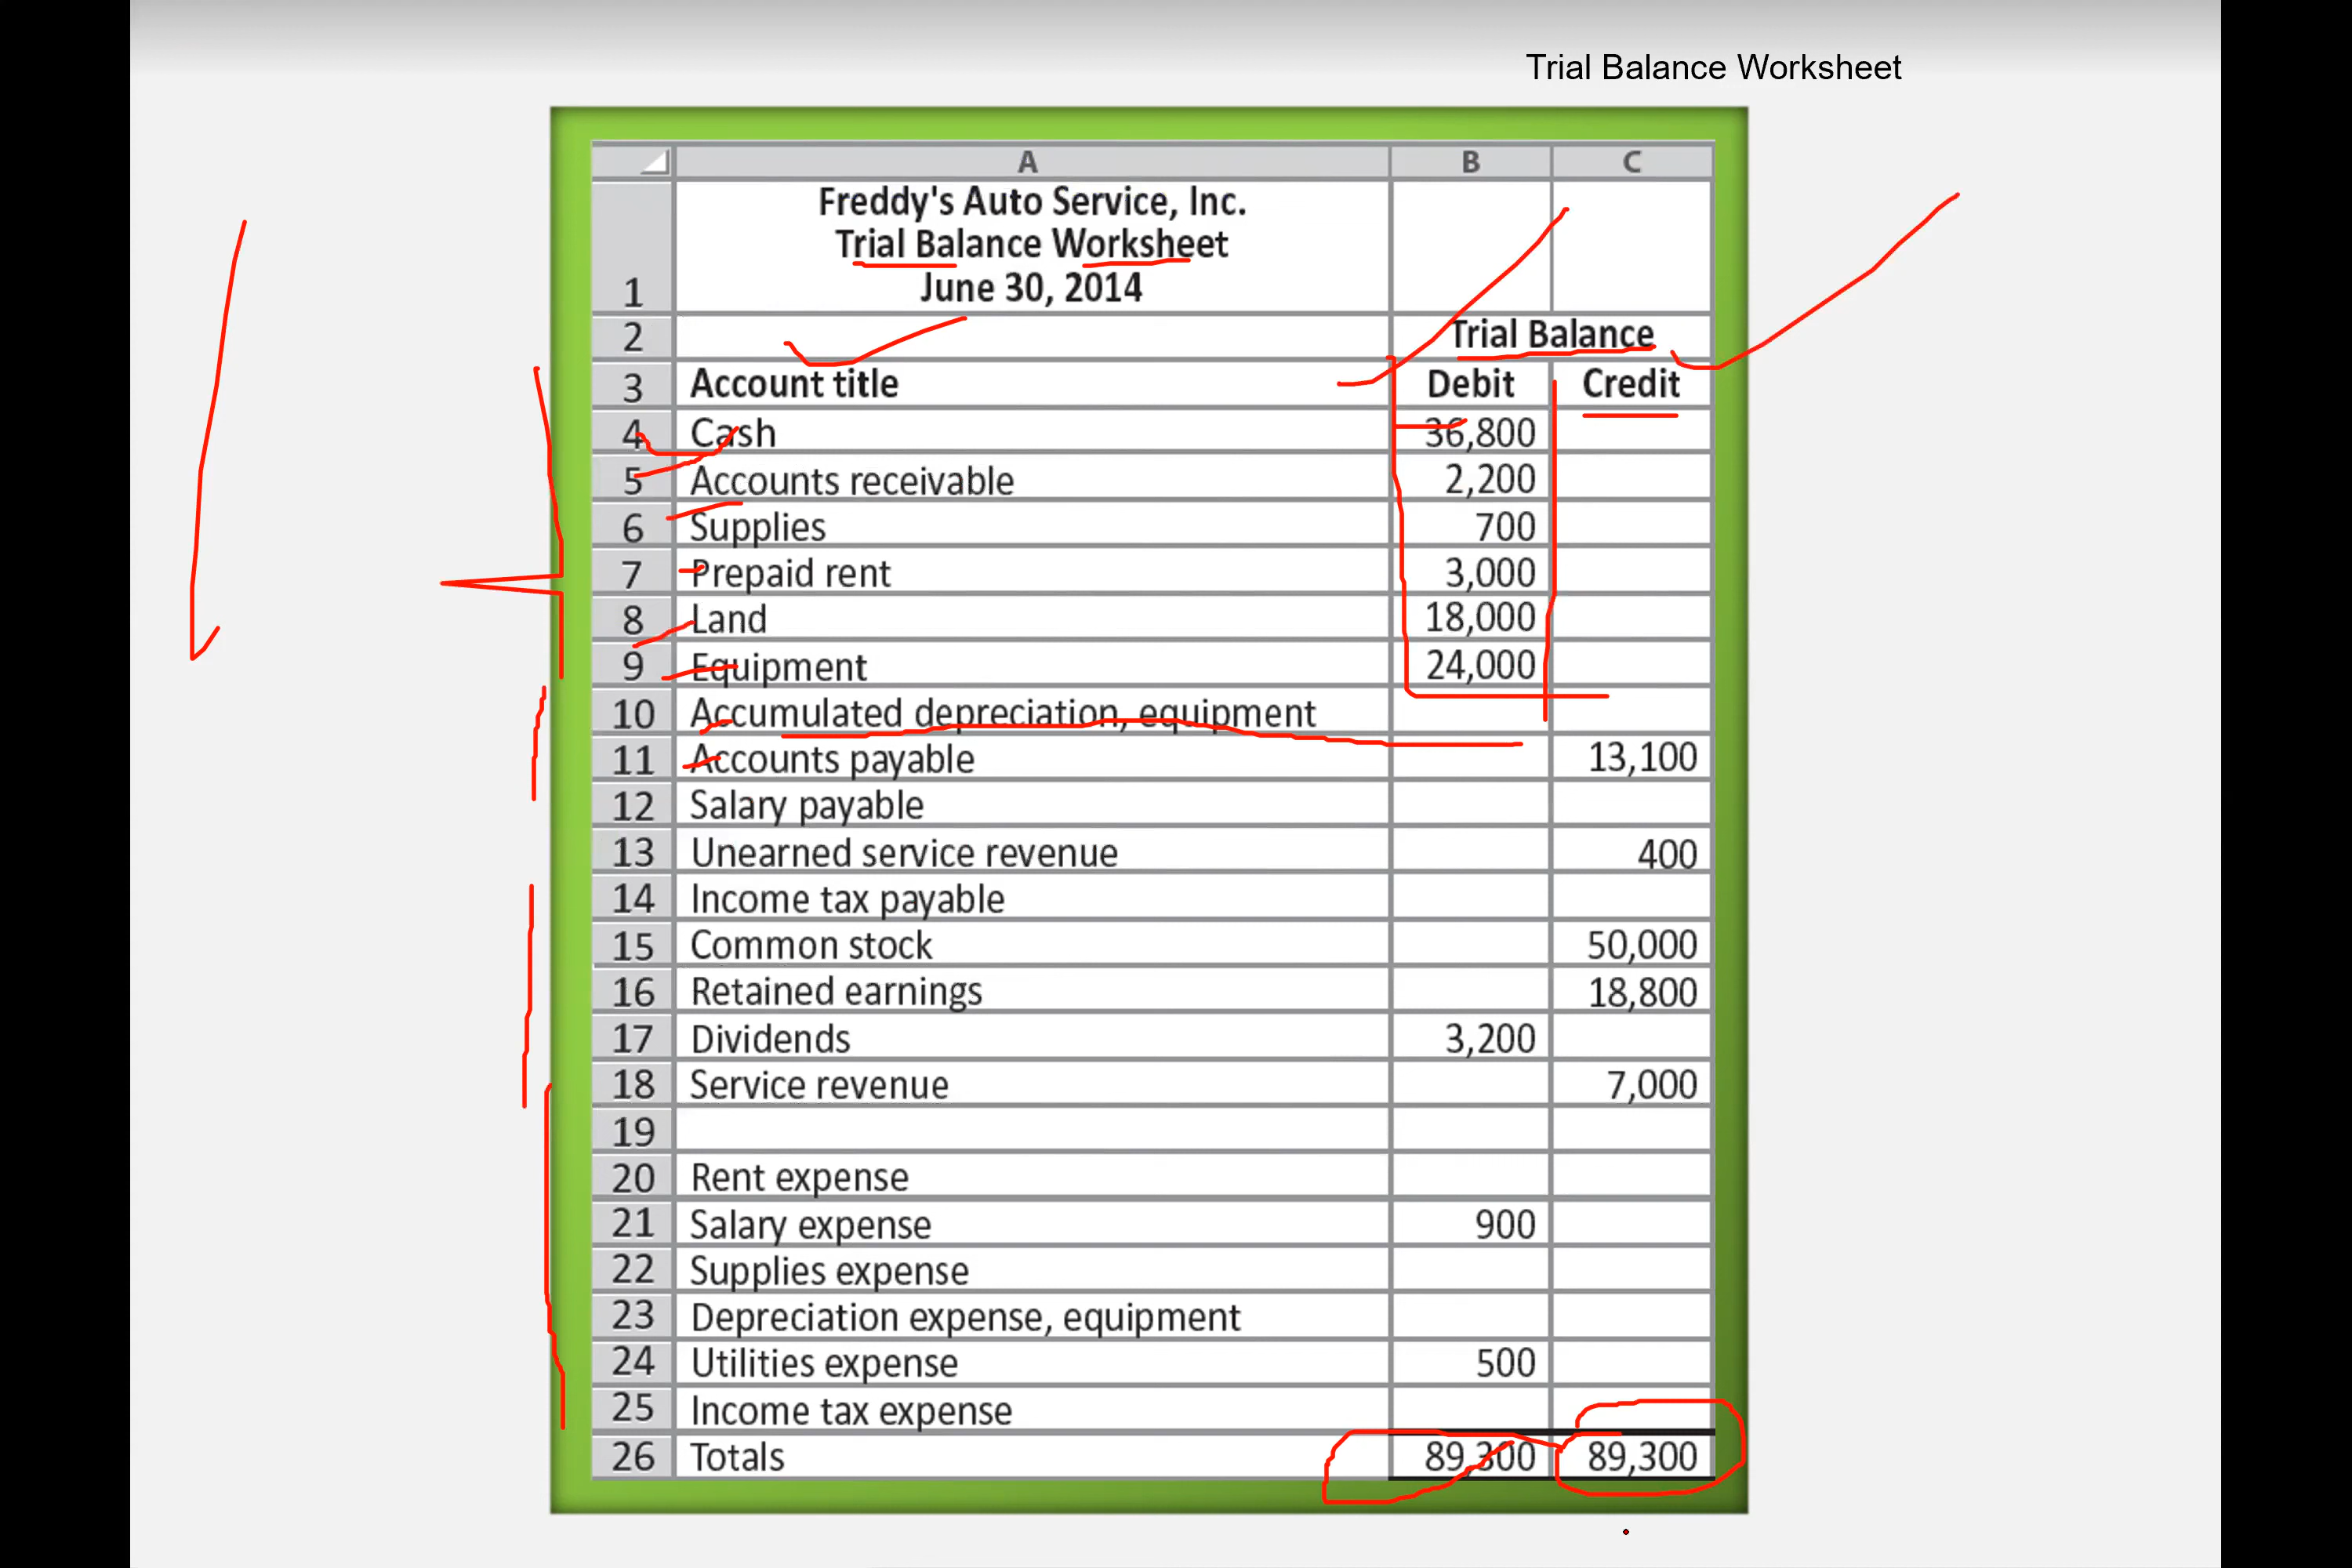 Trial Balance Worksheet
A B C
Freddy's Auto Service, Inc.
Trial Balance Worksheet
1 June 30, 2014
2 Trial Balance
3 Account title Debit Credit
4 Cash 36,800
5 Accounts receivable 2,200
6 Supplies 700
7 Prepaid rent 3,000
8 Land 18,000
9 Equipment 24,000
10 Accumulated depreciation, equipment
11 Accounts payable 13,100
12 Salary payable
13 Unearned service revenue 400
14 Income tax payable
15 Common stock 50,000
16 Retained earnings 18,800
17 Dividends 3,200
18 Service revenue 7,000
19
20 Rent expense
21 Salary expense 900
22 Supplies expense
23 Depreciation expense, equipment
24 Utilities expense 500
25 Income tax expense
26 Totals 89,300 89,300